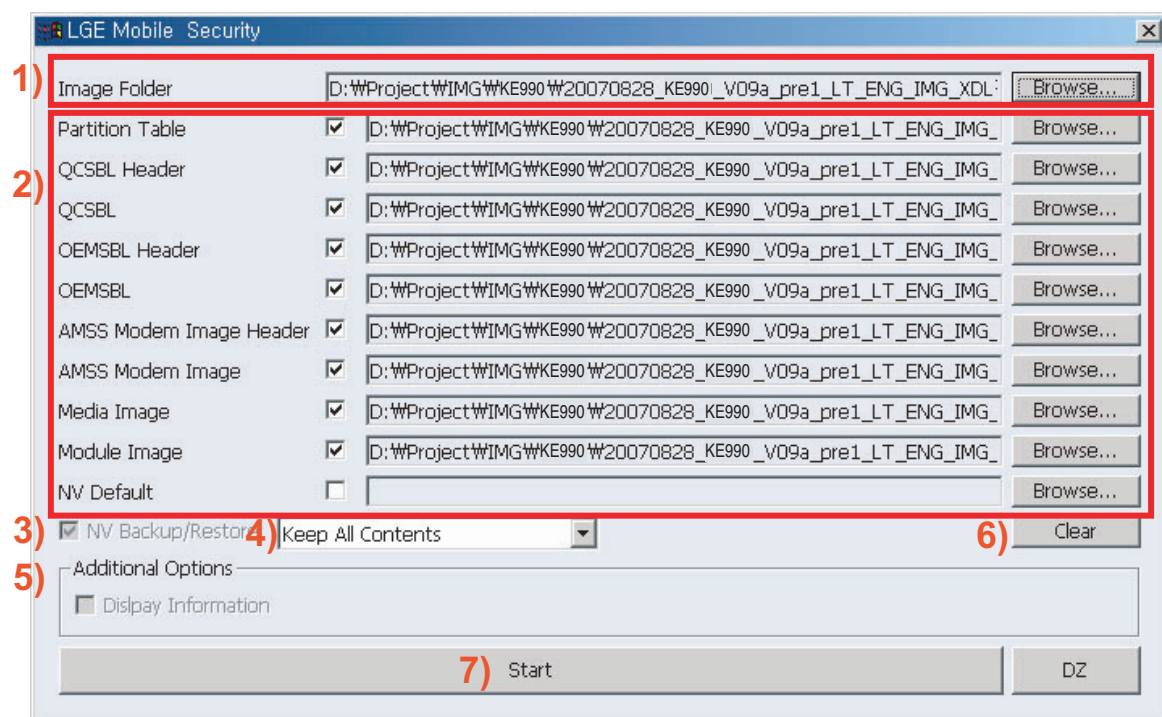 LGE Mobile Security
1)
Image Folder D:₩Project₩IMG₩KE990₩20070828_KE990_V09a_pre1_LT_ENG_IMG_XDL Browse...
2)
Partition Table D:₩Project₩IMG₩KE990₩20070828_KE990_V09a_pre1_LT_ENG_IMG_ Browse...
QCSBL Header D:₩Project₩IMG₩KE990₩20070828_KE990_V09a_pre1_LT_ENG_IMG_ Browse...
QCSBL D:₩Project₩IMG₩KE990₩20070828_KE990_V09a_pre1_LT_ENG_IMG_ Browse...
OEMSBL Header D:₩Project₩IMG₩KE990₩20070828_KE990_V09a_pre1_LT_ENG_IMG_ Browse...
OEMSBL D:₩Project₩IMG₩KE990₩20070828_KE990_V09a_pre1_LT_ENG_IMG_ Browse...
AMSS Modem Image Header D:₩Project₩IMG₩KE990₩20070828_KE990_V09a_pre1_LT_ENG_IMG_ Browse...
AMSS Modem Image D:₩Project₩IMG₩KE990₩20070828_KE990_V09a_pre1_LT_ENG_IMG_ Browse...
Media Image D:₩Project₩IMG₩KE990₩20070828_KE990_V09a_pre1_LT_ENG_IMG_ Browse...
Module Image D:₩Project₩IMG₩KE990₩20070828_KE990_V09a_pre1_LT_ENG_IMG_ Browse...
NV Default Browse...
3) NV Backup/Restore 4) Keep All Contents 6) Clear
5) Additional Options
Dislpay Information
7) Start DZ